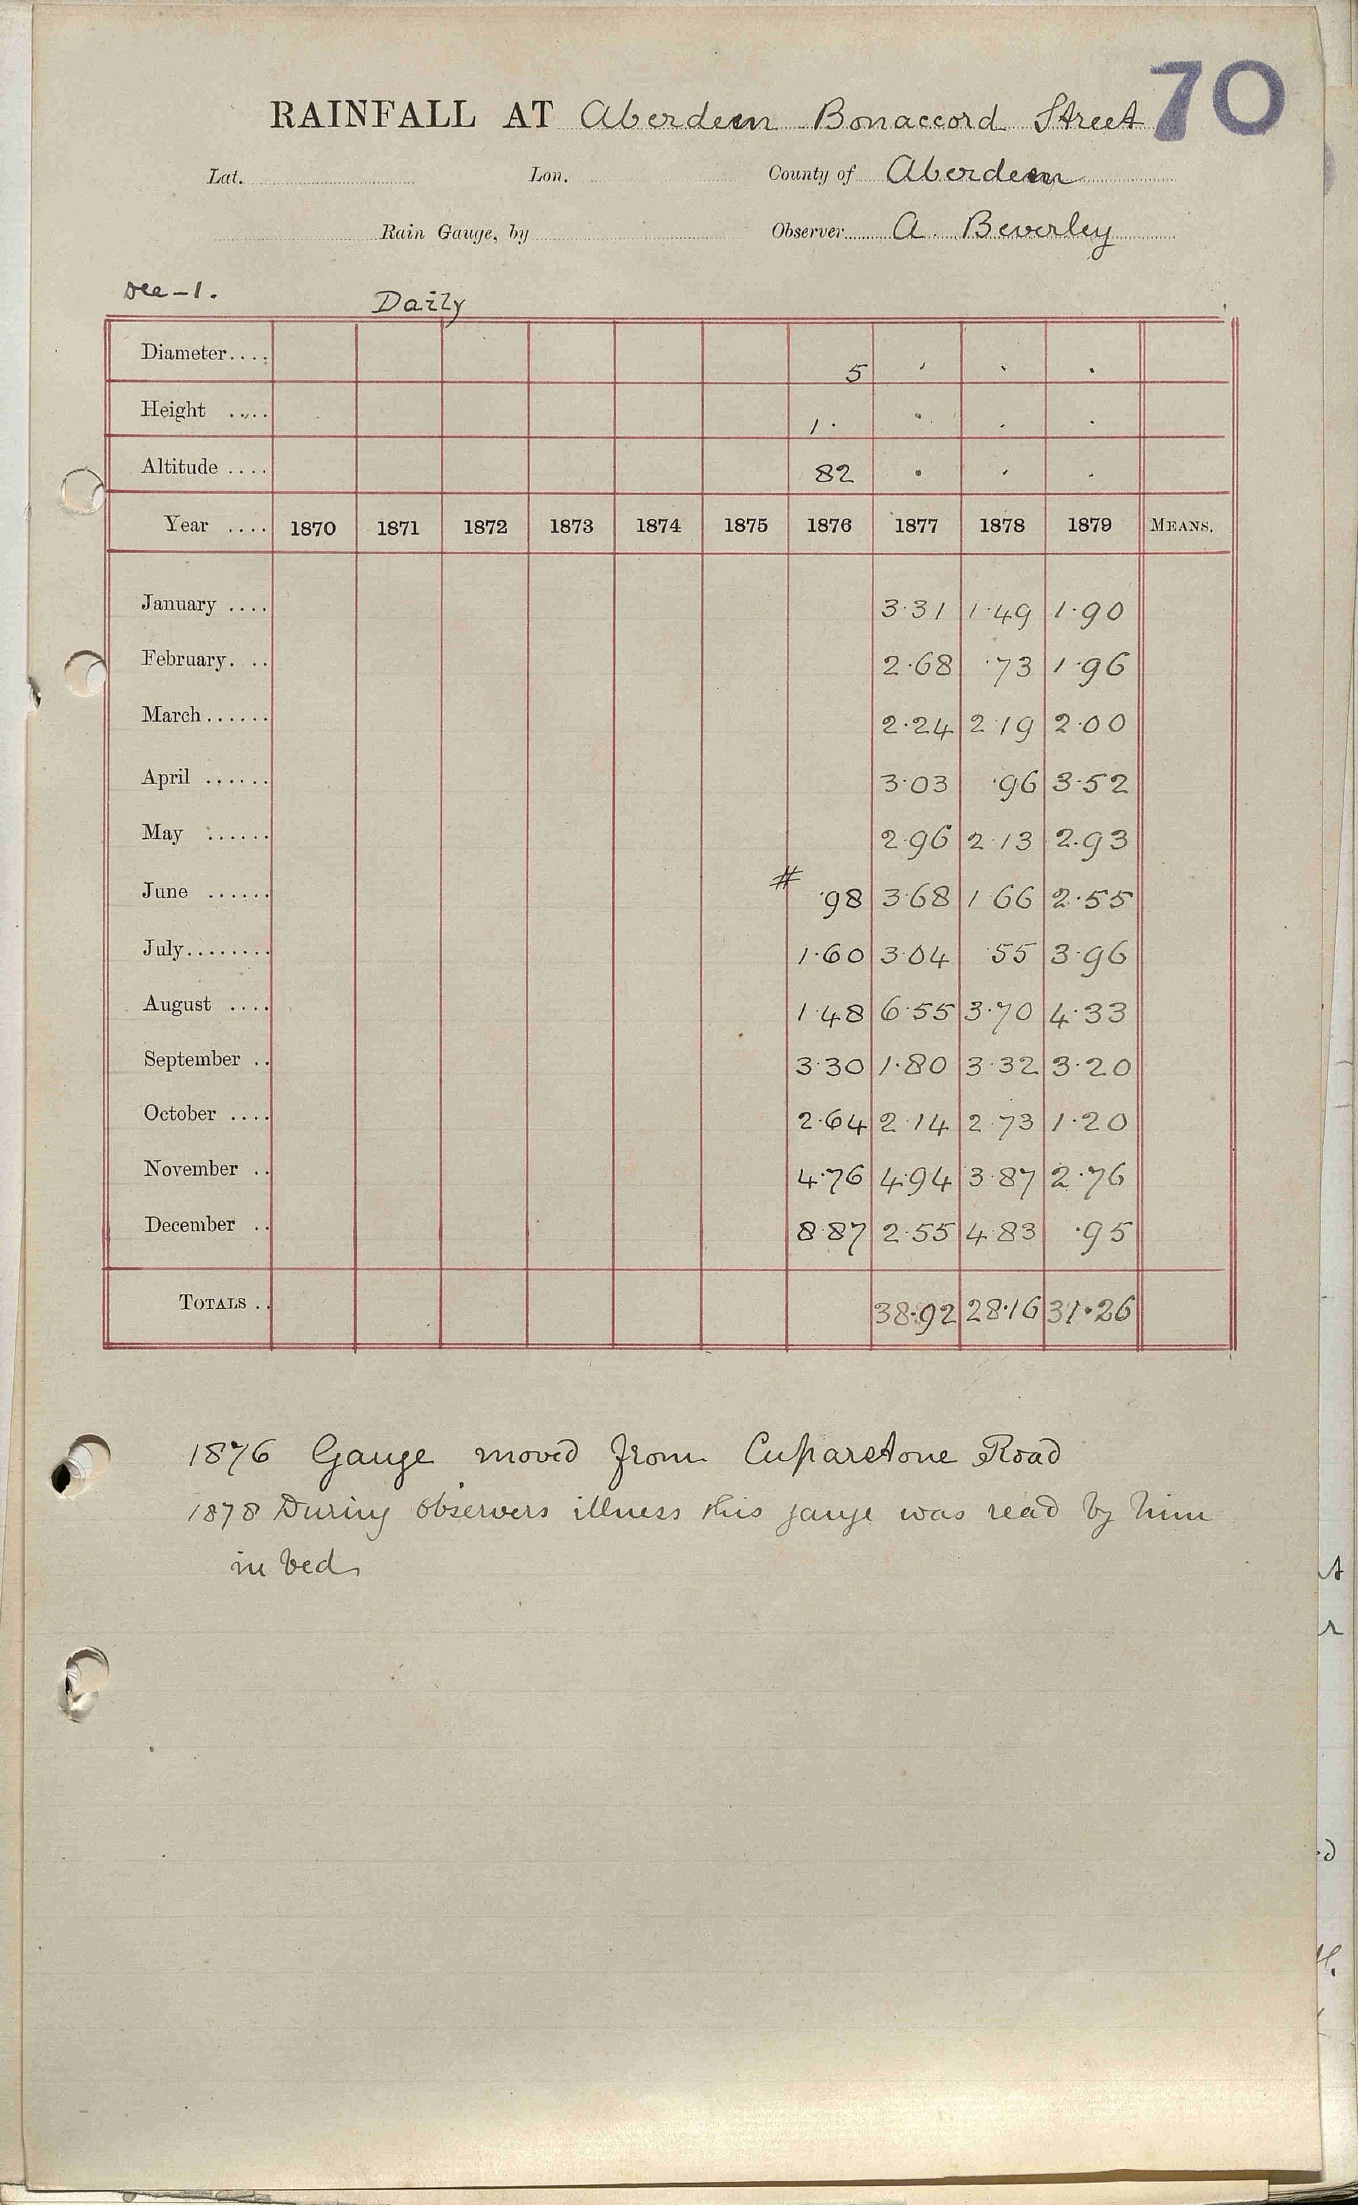 70
RAINFALL AT Aberdeen Bonaccord Street
Lat. Lon. County of Aberdeen
Rain Gauge, by Observer A. Beverley
Dee-1. Daily
Diameter.... 5 ' . .
Height .... 1. . . .
Altitude .... 82 . . .
Year .... 1870 1871 1872 1873 1874 1875 1876 1877 1878 1879 MEANS.
January .... 3.31 1.49 1.90
February. .. 2.68 .73 1.96
March...... 2.24 2.19 2.00
April ...... 3.03 .96 3.52
May ...... 2.96 2.13 2.93
June ...... # .98 3.68 1.66 2.55
July........ 1.60 3.04 .55 3.96
August .... 1.48 6.55 3.70 4.33
September .. 3.30 1.80 3.32 3.20
October .... 2.64 2.14 2.73 1.20
November .. 4.76 4.94 3.87 2.76
December .. 8.87 2.55 4.83 .95
TOTALS .. 38.92 28.16 31.26
1876 Gauge moved from Cuparstone Road
1878 During observers illness this gauge was read by him
in bed